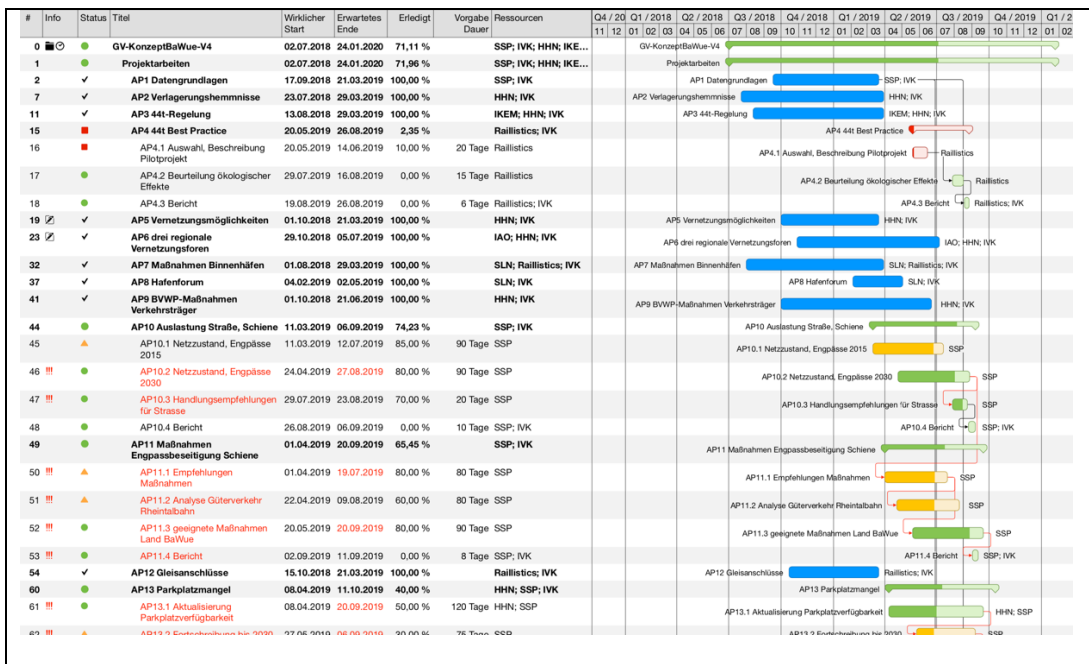 # Info Status Titel Wirklicher Start Erwartetes Ende Erledigt Vorgabe Dauer Ressourcen Q4 / 20 Q1 / 2018 Q2 / 2018 Q3 / 2018 Q4 / 2018 Q1 / 2019 Q2 / 2019 Q3 / 2019 Q4 / 2019 Q1 / 2
11 12 01 02 03 04 05 06 07 08 09 10 11 12 01 02 03 04 05 06 07 08 09 10 11 12 01 02
0 GV-KonzeptBaWue-V4 02.07.2018 24.01.2020 71,11 % SSP; IVK; HHN; IKE... GV-KonzeptBaWue-V4
1 Projektarbeiten 02.07.2018 24.01.2020 71,96 % SSP; IVK; HHN; IKE... Projektarbeiten
2 ✔ AP1 Datengrundlagen 17.09.2018 21.03.2019 100,00 % SSP; IVK AP1 Datengrundlagen SSP; IVK
7 ✔ AP2 Verlagerungshemmnisse 23.07.2018 29.03.2019 100,00 % HHN; IVK AP2 Verlagerungshemmnisse HHN; IVK
11 ✔ AP3 44t-Regelung 13.08.2018 29.03.2019 100,00 % IKEM; HHN; IVK AP3 44t-Regelung IKEM; HHN; IVK
15 AP4 44t Best Practice 20.05.2019 26.08.2019 2,35 % Raillistics; IVK AP4 44t Best Practice
16 AP4.1 Auswahl, Beschreibung 20.05.2019 14.06.2019 10,00 % 20 Tage Raillistics AP4.1 Auswahl, Beschreibung Pilotprojekt Raillistics
Pilotprojekt
17 AP4.2 Beurteilung ökologischer 29.07.2019 16.08.2019 0,00 % 15 Tage Raillistics AP4.2 Beurteilung ökologischer Effekte Raillistics
Effekte
18 AP4.3 Bericht 19.08.2019 26.08.2019 0,00 % 6 Tage Raillistics; IVK AP4.3 Bericht Raillistics; IVK
19 ✔ AP5 Vernetzungsmöglichkeiten 01.10.2018 21.03.2019 100,00 % HHN; IVK AP5 Vernetzungsmöglichkeiten HHN; IVK
23 ✔ AP6 drei regionale 29.10.2018 05.07.2019 100,00 % IAO; HHN; IVK AP6 drei regionale Vernetzungsforen IAO; HHN; IVK
Vernetzungsforen
32 ✔ AP7 Maßnahmen Binnenhäfen 01.08.2018 29.03.2019 100,00 % SLN; Raillistics; IVK AP7 Maßnahmen Binnenhäfen SLN; Raillistics; IVK
37 ✔ AP8 Hafenforum 04.02.2019 02.05.2019 100,00 % SLN; IVK AP8 Hafenforum SLN; IVK
41 ✔ AP9 BVWP-Maßnahmen 01.10.2018 21.06.2019 100,00 % HHN; IVK AP9 BVWP-Maßnahmen Verkehrsträger HHN; IVK
Verkehrsträger
44 AP10 Auslastung Straße, Schiene 11.03.2019 06.09.2019 74,23 % SSP; IVK AP10 Auslastung Straße, Schiene
45 AP10.1 Netzzustand, Engpässe 11.03.2019 12.07.2019 85,00 % 90 Tage SSP AP10.1 Netzzustand, Engpässe 2015 SSP
2015
46 !!! AP10.2 Netzzustand, Engpässe 24.04.2019 27.08.2019 80,00 % 90 Tage SSP AP10.2 Netzzustand, Engpässe 2030 SSP
2030
47 !!! AP10.3 Handlungsempfehlungen 29.07.2019 23.08.2019 70,00 % 20 Tage SSP AP10.3 Handlungsempfehlungen für Strasse SSP
für Strasse
48 AP10.4 Bericht 26.08.2019 06.09.2019 0,00 % 10 Tage SSP; IVK AP10.4 Bericht SSP; IVK
49 AP11 Maßnahmen 01.04.2019 20.09.2019 65,45 % SSP; IVK AP11 Maßnahmen Engpassbeseitigung Schiene
Engpassbeseitigung Schiene
50 !!! AP11.1 Empfehlungen 01.04.2019 19.07.2019 80,00 % 80 Tage SSP AP11.1 Empfehlungen Maßnahmen SSP
Maßnahmen
51 !!! AP11.2 Analyse Güterverkehr 22.04.2019 09.08.2019 60,00 % 80 Tage SSP AP11.2 Analyse Güterverkehr Rheintalbahn SSP
Rheintalbahn
52 !!! AP11.3 geeignete Maßnahmen 20.05.2019 20.09.2019 80,00 % 90 Tage SSP AP11.3 geeignete Maßnahmen Land BaWue SSP
Land BaWue
53 !!! AP11.4 Bericht 02.09.2019 11.09.2019 0,00 % 8 Tage SSP; IVK AP11.4 Bericht SSP; IVK
54 ✔ AP12 Gleisanschlüsse 15.10.2018 21.03.2019 100,00 % Raillistics; IVK AP12 Gleisanschlüsse Raillistics; IVK
60 AP13 Parkplatzmangel 08.04.2019 11.10.2019 40,00 % HHN; SSP; IVK AP13 Parkplatzmangel
61 !!! AP13.1 Aktualisierung 08.04.2019 20.09.2019 50,00 % 120 Tage HHN; SSP AP13.1 Aktualisierung Parkplatzverfügbarkeit HHN; SSP
Parkplatzverfügbarkeit
62 !!! AP13.2 Fortschreibung bis 2030 27.05.2019 06.09.2019 30,00 % 75 Tage SSP AP13.2 Fortschreibung bis 2030 SSP